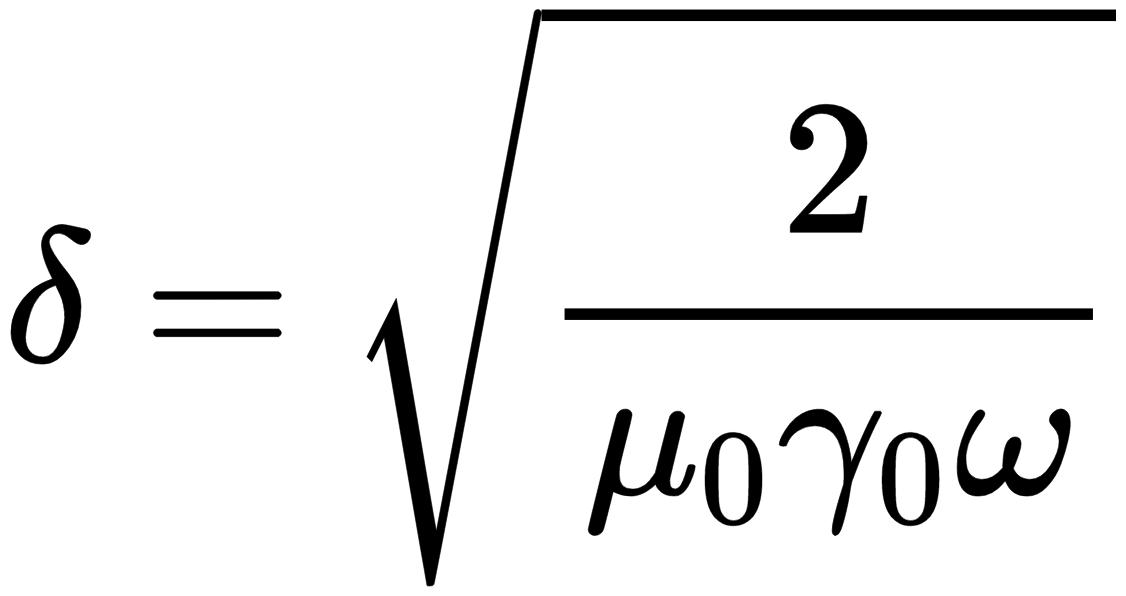 δ = √(2 / (μ₀γ₀ω))